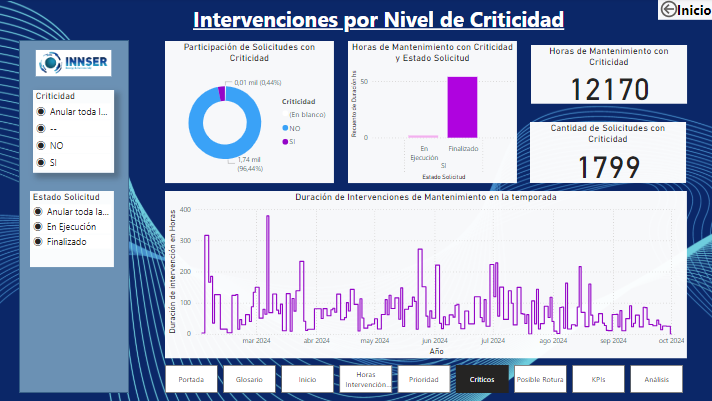 Intervenciones por Nivel de Criticidad
Inicio
INNSER
Criticidad
Anular toda l...
--
NO
SI
Estado Solicitud
Anular toda la...
En Ejecución
Finalizado
Participación de Solicitudes con
Criticidad
0,01 mil (0,44%)
1,74 mil
(96,44%)
Criticidad
(En blanco)
NO
SI
Horas de Mantenimiento con Criticidad
y Estado Solicitud
Recuento de Duración hs
50
0
En
Ejecución
Finalizado
SI
Estado Solicitud
Horas de Mantenimiento con
Criticidad
12170
Cantidad de Solicitudes con
Criticidad
1799
Duración de Intervenciones de Mantenimiento en la temporada
Duración de intervención en Horas
400
300
200
100
0
mar 2024
abr 2024
may 2024
jun 2024
jul 2024
ago 2024
sep 2024
oct 2024
Año
Portada
Glosario
Inicio
Horas
Intervención...
Prioridad
Críticos
Posible Rotura
KPIs
Análisis